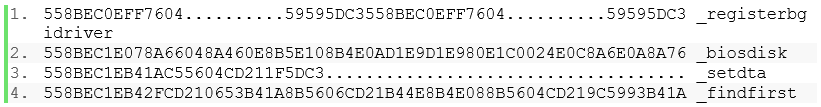 1. 558BEC0EFF7604..........59595DC3558BEC0EFF7604..........59595DC3 _registerbg
idriver
2. 558BEC1E078A66048A460E8B5E108B4E0AD1E9D1E980E1C0024E0C8A6E0A8A76 _biosdisk
3. 558BEC1EB41AC55604CD211F5DC3.................................... _setdta
4. 558BEC1EB42FCD210653B41A8B5606CD21B44E8B4E088B5604CD219C5993B41A _findfirst